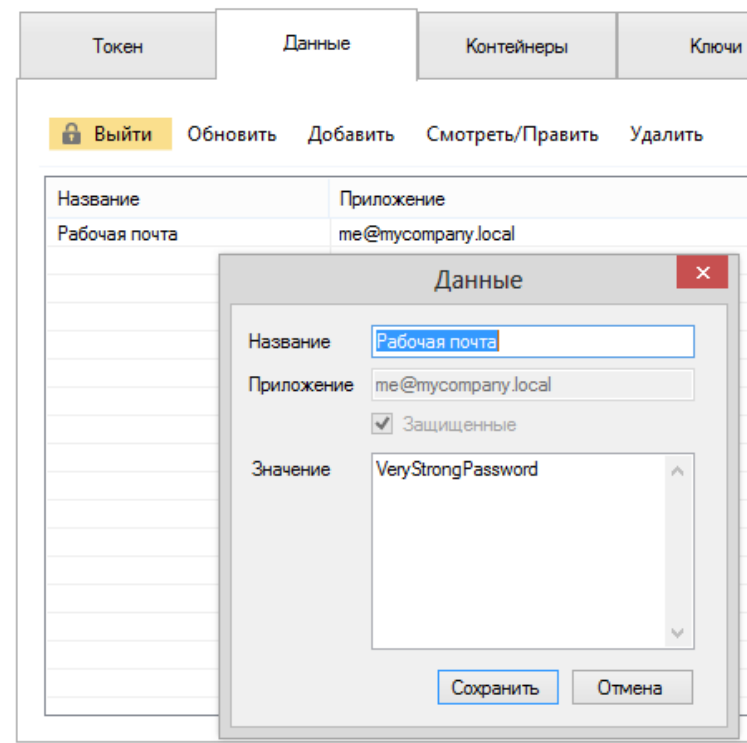 Токен Данные Контейнеры Ключи
Выйти Обновить Добавить Смотреть/Править Удалить
Название Приложение
Рабочая почта me@mycompany.local
Данные
Название Рабочая почта
Приложение me@mycompany.local
Защищенные
Значение VeryStrongPassword
Сохранить Отмена